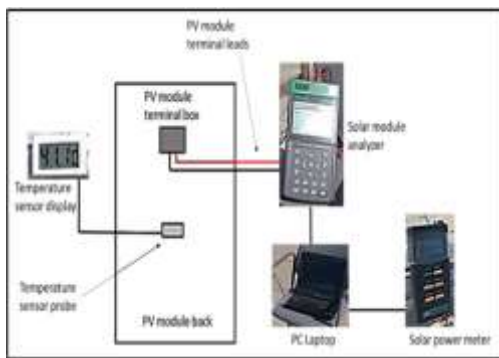 PV module
terminal leads
PV module
terminal box
Solar module
analyzer
Temperature
sensor display
Temperature
sensor probe
PV module back
PC Laptop
Solar power meter